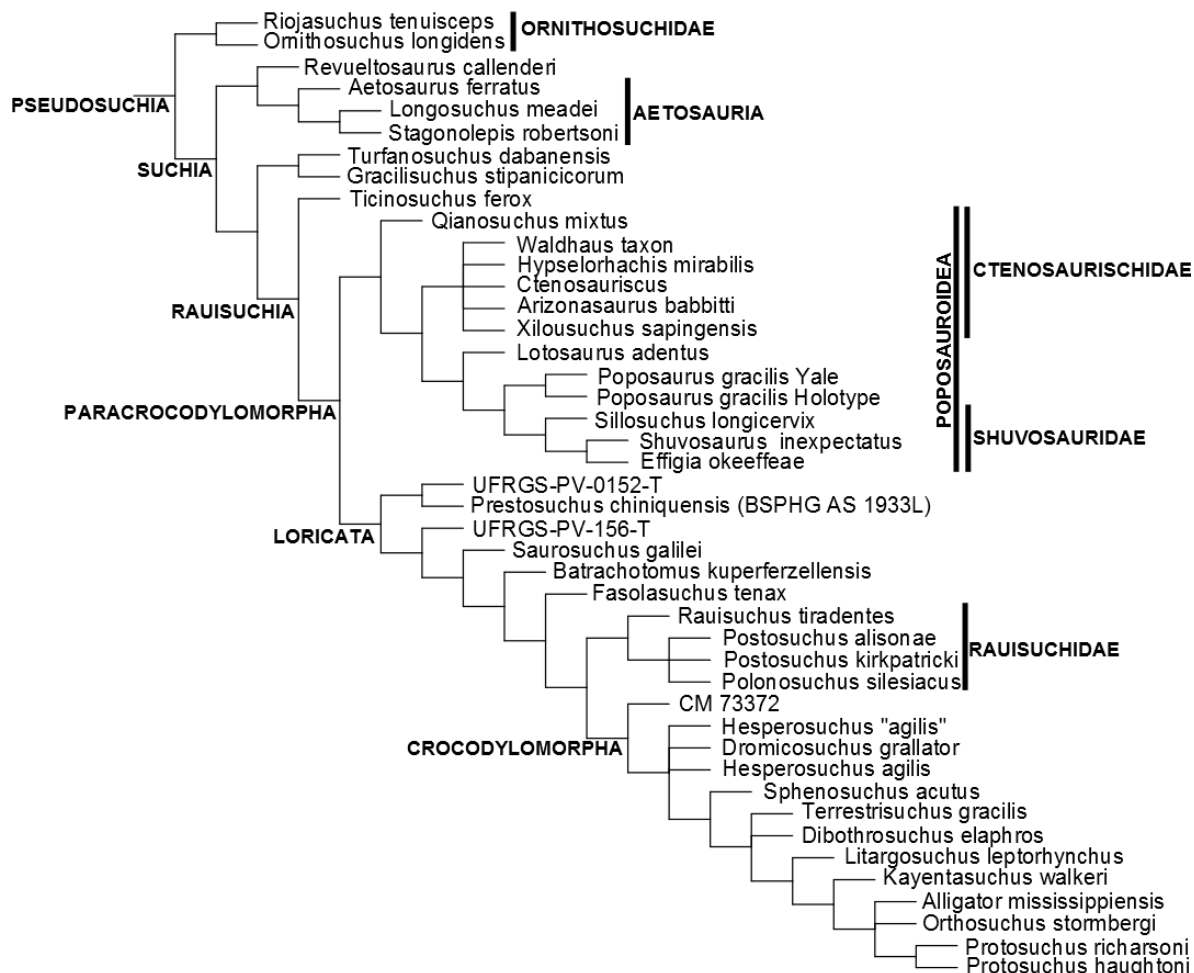 Riojasuchus tenuisceps
Ornithosuchus longidens
ORNITHOSUCHIDAE
Revueltosaurus callenderi
PSEUDOSUCHIA
Aetosaurus ferratus
Longosuchus meadei
Stagonolepis robertsoni
AETOSAURIA
SUCHIA
Turfanosuchus dabanensis
Gracilisuchus stipanicicorum
Ticinosuchus ferox
Qianosuchus mixtus
Waldhaus taxon
Hypselorhachis mirabilis
Ctenosauriscus
Arizonasaurus babbitti
Xilousuchus sapingensis
CTENOSAURISCHIDAE
RAUISUCHIA
Lotosaurus adentus
Poposaurus gracilis Yale
Poposaurus gracilis Holotype
POPOSAUROIDEA
PARACROCODYLOMORPHA
Sillosuchus longicervix
Shuvosaurus inexpectatus
Effigia okeeffeae
SHUVOSAURIDAE
UFRGS-PV-0152-T
Prestosuchus chiniquensis (BSPHG AS 1933L)
LORICATA
UFRGS-PV-156-T
Saurosuchus galilei
Batrachotomus kuperferzellensis
Fasolasuchus tenax
Rauisuchus tiradentes
Postosuchus alisonae
Postosuchus kirkpatricki
Polonosuchus silesiacus
RAUISUCHIDAE
CM 73372
CROCODYLOMORPHA
Hesperosuchus "agilis"
Dromicosuchus grallator
Hesperosuchus agilis
Sphenosuchus acutus
Terrestrisuchus gracilis
Dibothrosuchus elaphros
Litargosuchus leptorhynchus
Kayentasuchus walkeri
Alligator mississippiensis
Orthosuchus stormbergi
Protosuchus richarsoni
Protosuchus haughtoni